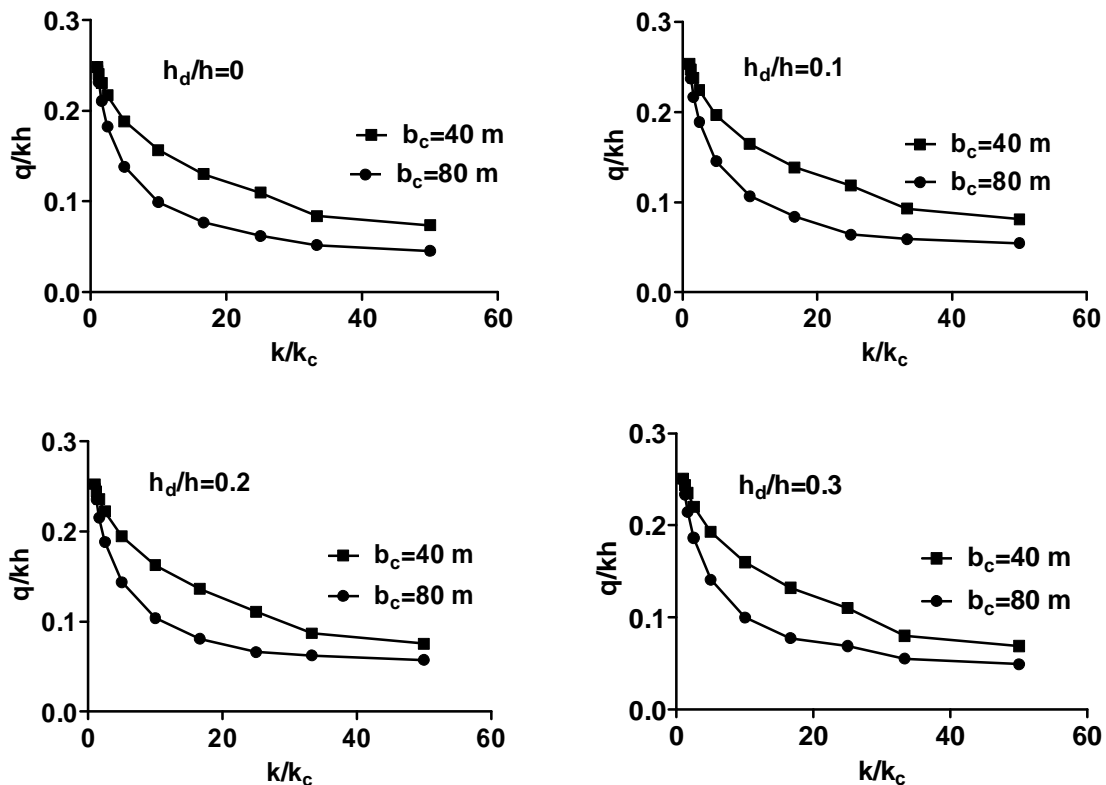 0.3
h_d/h=0
0.2
q/kh
b_c=40 m
b_c=80 m
0.1
0.0
0 20 40 60
k/k_c
0.3
h_d/h=0.1
0.2
q/kh
b_c=40 m
b_c=80 m
0.1
0.0
0 20 40 60
k/k_c
0.3
h_d/h=0.2
0.2
q/kh
b_c=40 m
b_c=80 m
0.1
0.0
0 20 40 60
k/k_c
0.3
h_d/h=0.3
0.2
q/kh
b_c=40 m
b_c=80 m
0.1
0.0
0 20 40 60
k/k_c